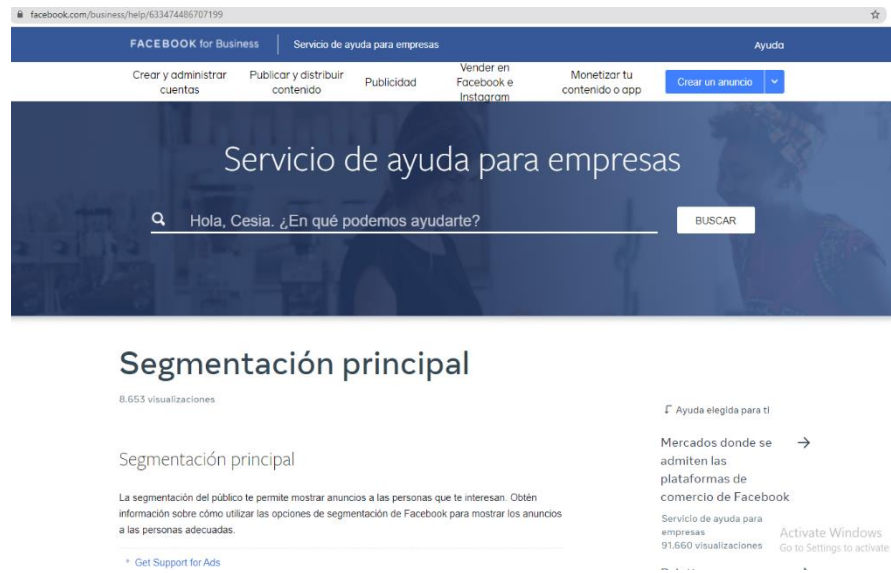 facebook.com/business/help/633474486707199
FACEBOOK for Business
Servicio de ayuda para empresas
Ayuda
Crear y administrar
cuentas
Publicar y distribuir
contenido
Publicidad
Vender en
Facebook e
Instagram
Monetizar tu
contenido o app
Crear un anuncio
Servicio de ayuda para empresas
Hola, Cesia. ¿En qué podemos ayudarte?
BUSCAR
Segmentación principal
8.653 visualizaciones
Segmentación principal
La segmentación del público te permite mostrar anuncios a las personas que te interesan. Obtén
información sobre cómo utilizar las opciones de segmentación de Facebook para mostrar los anuncios
a las personas adecuadas.
* Get Support for Ads
Ayuda elegida para ti
Mercados donde se
admiten las
plataformas de
comercio de Facebook
Servicio de ayuda para
empresas
91.660 visualizaciones
Activate Windows
Go to Settings to activate